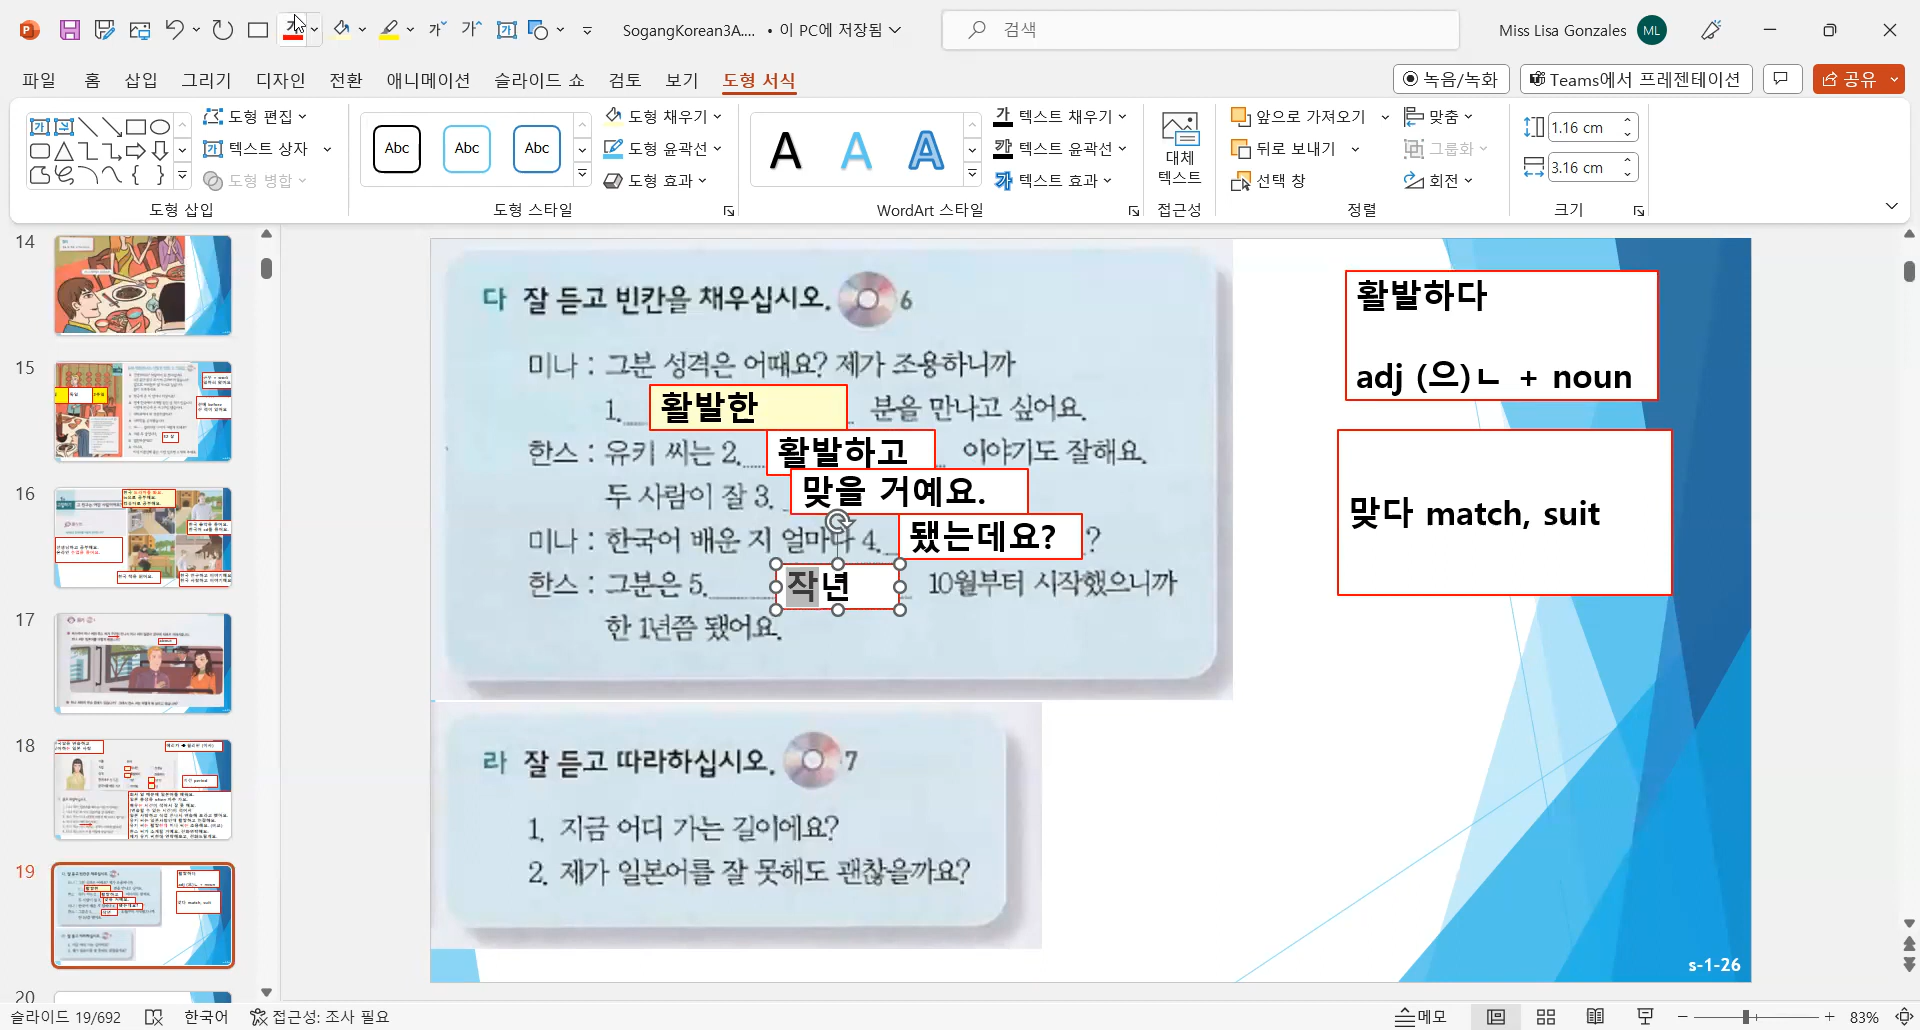 SogangKorean3A.... • 이 PC에 저장됨
검색
Miss Lisa Gonzales
ML
파일 홈 삽입 그리기 디자인 전환 애니메이션 슬라이드 쇼 검토 보기 도형 서식
녹음/녹화
Teams에서 프레젠테이션
공유
도형 편집
텍스트 상자
도형 병합
도형 삽입
Abc Abc Abc
도형 채우기
도형 윤곽선
도형 효과
도형 스타일
A A A
텍스트 채우기
텍스트 윤곽선
텍스트 효과
WordArt 스타일
대체
텍스트
접근성
앞으로 가져오기
뒤로 보내기
선택 창
맞춤
그룹화
회전
정렬
1.16 cm
3.16 cm
크기
14
15
16
17
18
19
20
다 잘 듣고 빈칸을 채우십시오. 6
미나 : 그분 성격은 어때요? 제가 조용하니까
1. 활발한 분을 만나고 싶어요.
한스 : 유키 씨는 2. 활발하고 이야기도 잘해요.
두 사람이 잘 3. 맞을 거예요.
미나 : 한국어 배운 지 얼마나 4. 됐는데요? ?
한스 : 그분은 5. 작년 10월부터 시작했으니까
한 1년쯤 됐어요.
라 잘 듣고 따라하십시오. 7
1. 지금 어디 가는 길이에요?
2. 제가 일본어를 잘 못해도 괜찮을까요?
활발하다
adj (으)ㄴ + noun
맞다 match, suit
s-1-26
슬라이드 19/692 한국어 접근성: 조사 필요
메모
83%